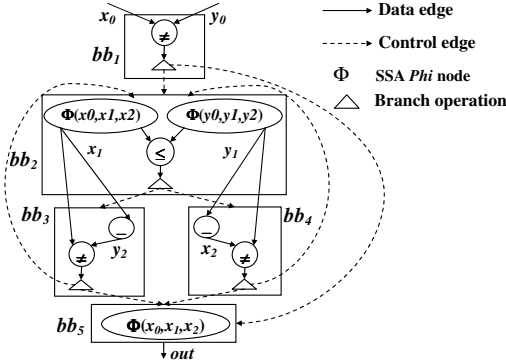 x₀ y₀
≠
bb₁
Data edge
Control edge
Φ SSA Phi node
Branch operation
Φ(x0,x1,x2) Φ(y0,y1,y2)
x₁ ≤ y₁
bb₂
bb₃ bb₄
− −
y₂ x₂
≠ ≠
bb₅
Φ(x₀,x₁,x₂)
out